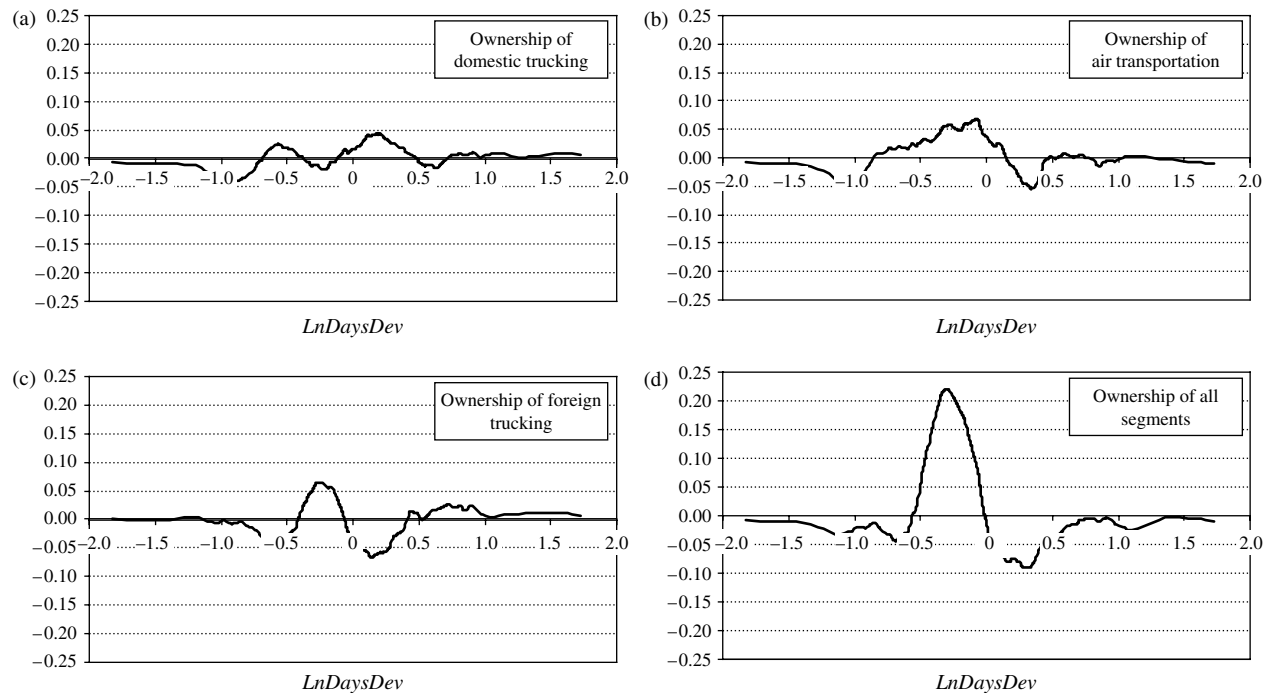 (a)
0.25
0.20
0.15
0.10
0.05
0.00
−0.05
−0.10
−0.15
−0.20
−0.25
−2.0 −1.5 −1.0 −0.5 0 0.5 1.0 1.5 2.0
Ownership of
domestic trucking
LnDaysDev
(b)
0.25
0.20
0.15
0.10
0.05
0.00
−0.05
−0.10
−0.15
−0.20
−0.25
−2.0 −1.5 −1.0 −0.5 0 0.5 1.0 1.5 2.0
Ownership of
air transportation
LnDaysDev
(c)
0.25
0.20
0.15
0.10
0.05
0.00
−0.05
−0.10
−0.15
−0.20
−0.25
−2.0 −1.5 −1.0 −0.5 0 0.5 1.0 1.5 2.0
Ownership of foreign
trucking
LnDaysDev
(d)
0.25
0.20
0.15
0.10
0.05
0.00
−0.05
−0.10
−0.15
−0.20
−0.25
−2.0 −1.5 −1.0 −0.5 0 0.5 1.0 1.5 2.0
Ownership of all
segments
LnDaysDev